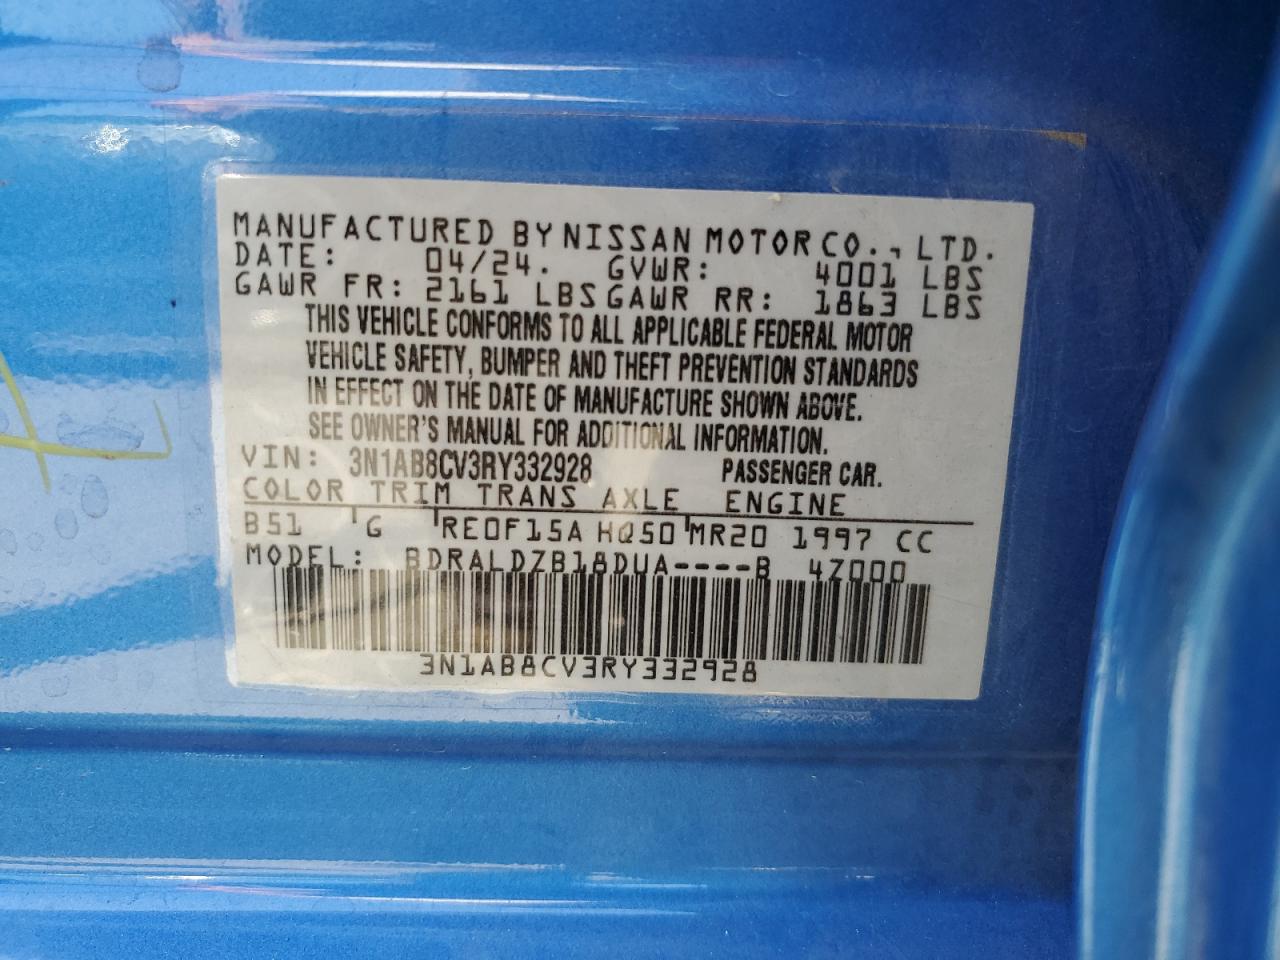 MANUFACTURED BY NISSAN MOTOR CO., LTD.
DATE: 04/24. GVWR: 4001 LBS
GAWR FR: 2161 LBS GAWR RR: 1863 LBS
THIS VEHICLE CONFORMS TO ALL APPLICABLE FEDERAL MOTOR
VEHICLE SAFETY, BUMPER AND THEFT PREVENTION STANDARDS
IN EFFECT ON THE DATE OF MANUFACTURE SHOWN ABOVE.
SEE OWNER'S MANUAL FOR ADDITIONAL INFORMATION.
VIN: 3N1AB8CV3RY332928 PASSENGER CAR.
COLOR TRIM TRANS AXLE ENGINE
B51 G RE0F15A HQ50 MR20 1997 CC
MODEL: BDRALDZB18DUA----B 4Z000
3N1AB8CV3RY332928